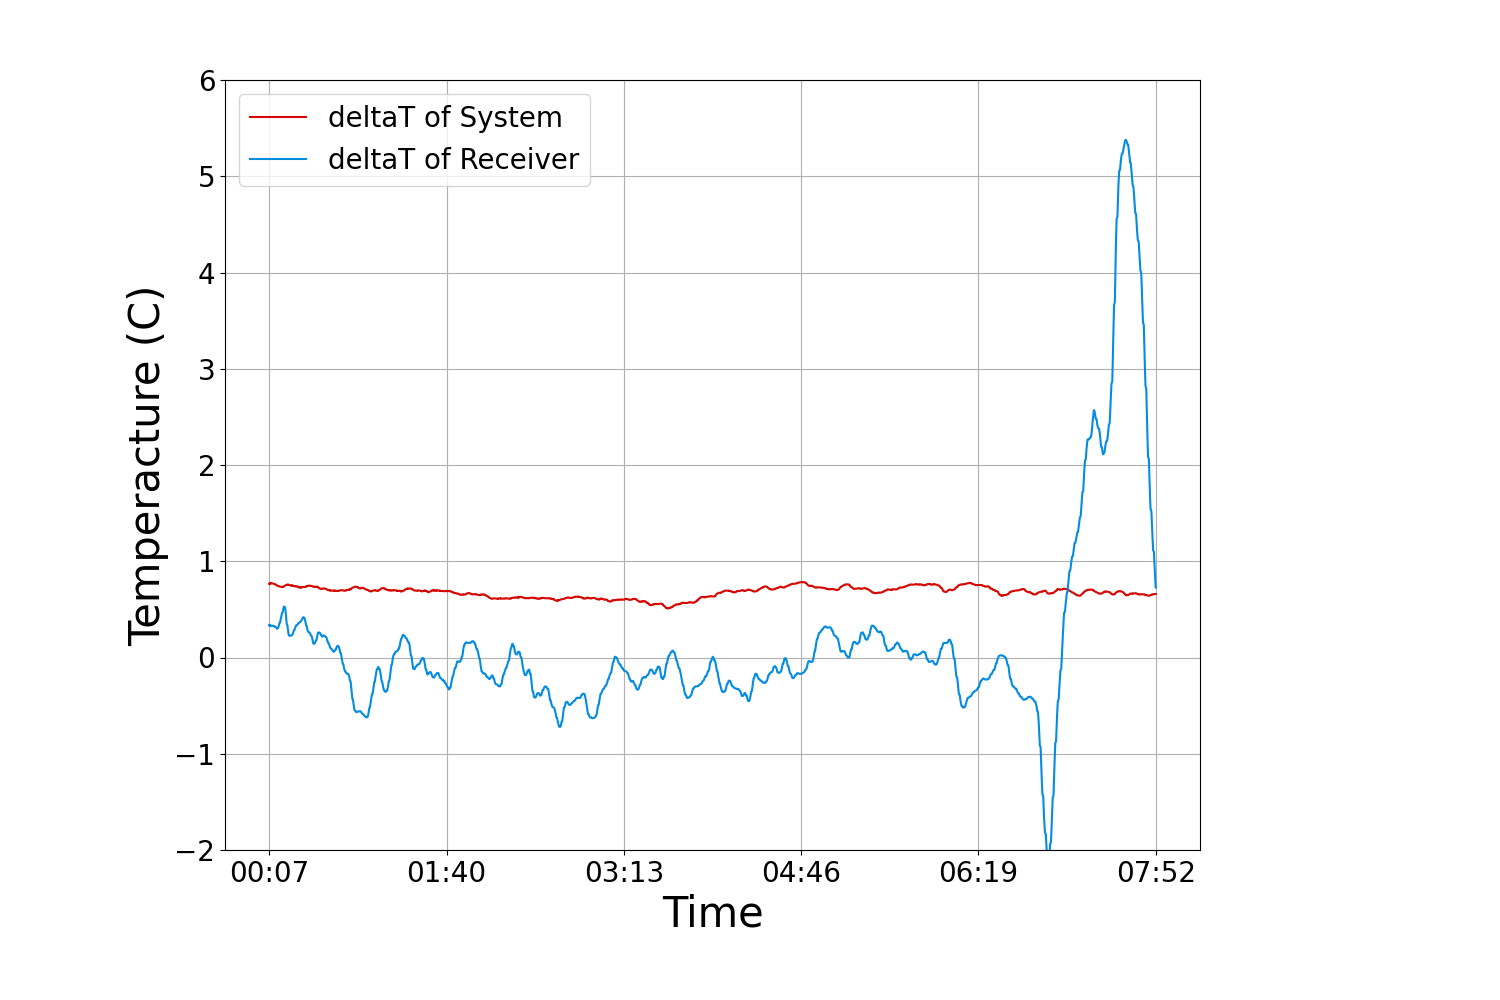 deltaT of System
deltaT of Receiver
6
5
4
3
2
1
0
−1
−2
Temperacture (C)
00:07 01:40 03:13 04:46 06:19 07:52
Time